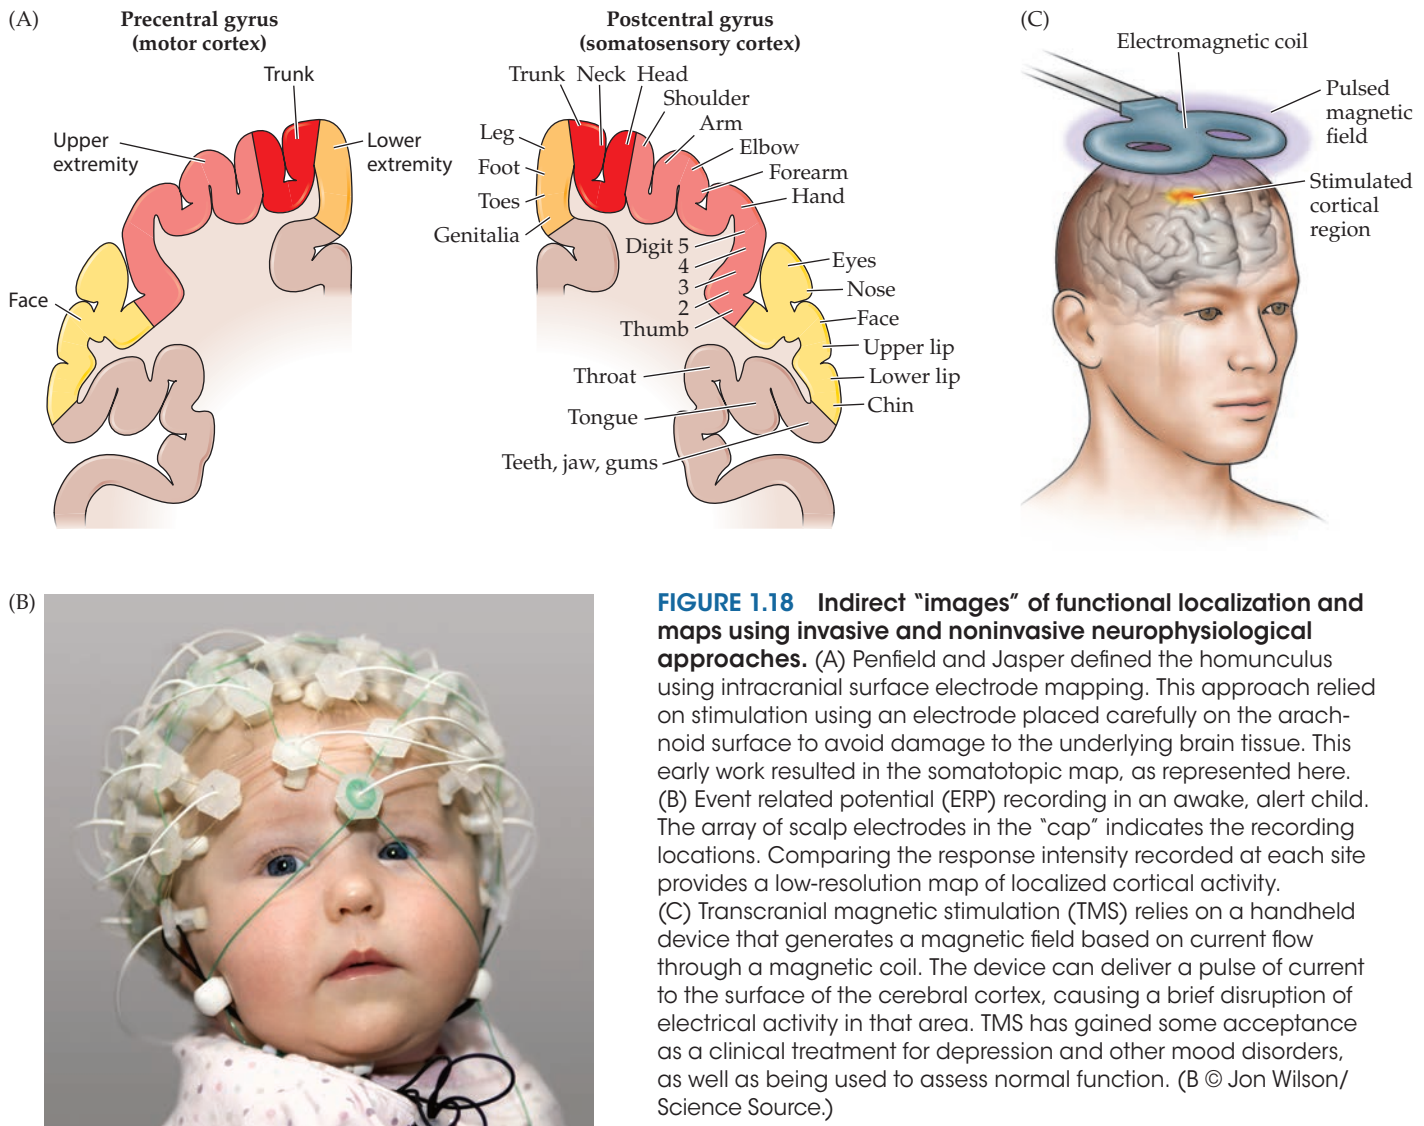 (A)
Precentral gyrus
(motor cortex)
Trunk
Upper
extremity
Lower
extremity
Face
Postcentral gyrus
(somatosensory cortex)
Trunk
Neck
Head
Shoulder
Arm
Elbow
Forearm
Hand
Leg
Foot
Toes
Genitalia
Digit 5
4
3
2
Thumb
Eyes
Nose
Face
Upper lip
Lower lip
Chin
Throat
Tongue
Teeth, jaw, gums
(C)
Electromagnetic coil
Pulsed
magnetic
field
Stimulated
cortical
region
(B)
FIGURE 1.18 Indirect “images” of functional localization and
maps using invasive and noninvasive neurophysiological
approaches. (A) Penfield and Jasper defined the homunculus
using intracranial surface electrode mapping. This approach relied
on stimulation using an electrode placed carefully on the arach-
noid surface to avoid damage to the underlying brain tissue. This
early work resulted in the somatotopic map, as represented here.
(B) Event related potential (ERP) recording in an awake, alert child.
The array of scalp electrodes in the “cap” indicates the recording
locations. Comparing the response intensity recorded at each site
provides a low-resolution map of localized cortical activity.
(C) Transcranial magnetic stimulation (TMS) relies on a handheld
device that generates a magnetic field based on current flow
through a magnetic coil. The device can deliver a pulse of current
to the surface of the cerebral cortex, causing a brief disruption of
electrical activity in that area. TMS has gained some acceptance
as a clinical treatment for depression and other mood disorders,
as well as being used to assess normal function. (B © Jon Wilson/
Science Source.)